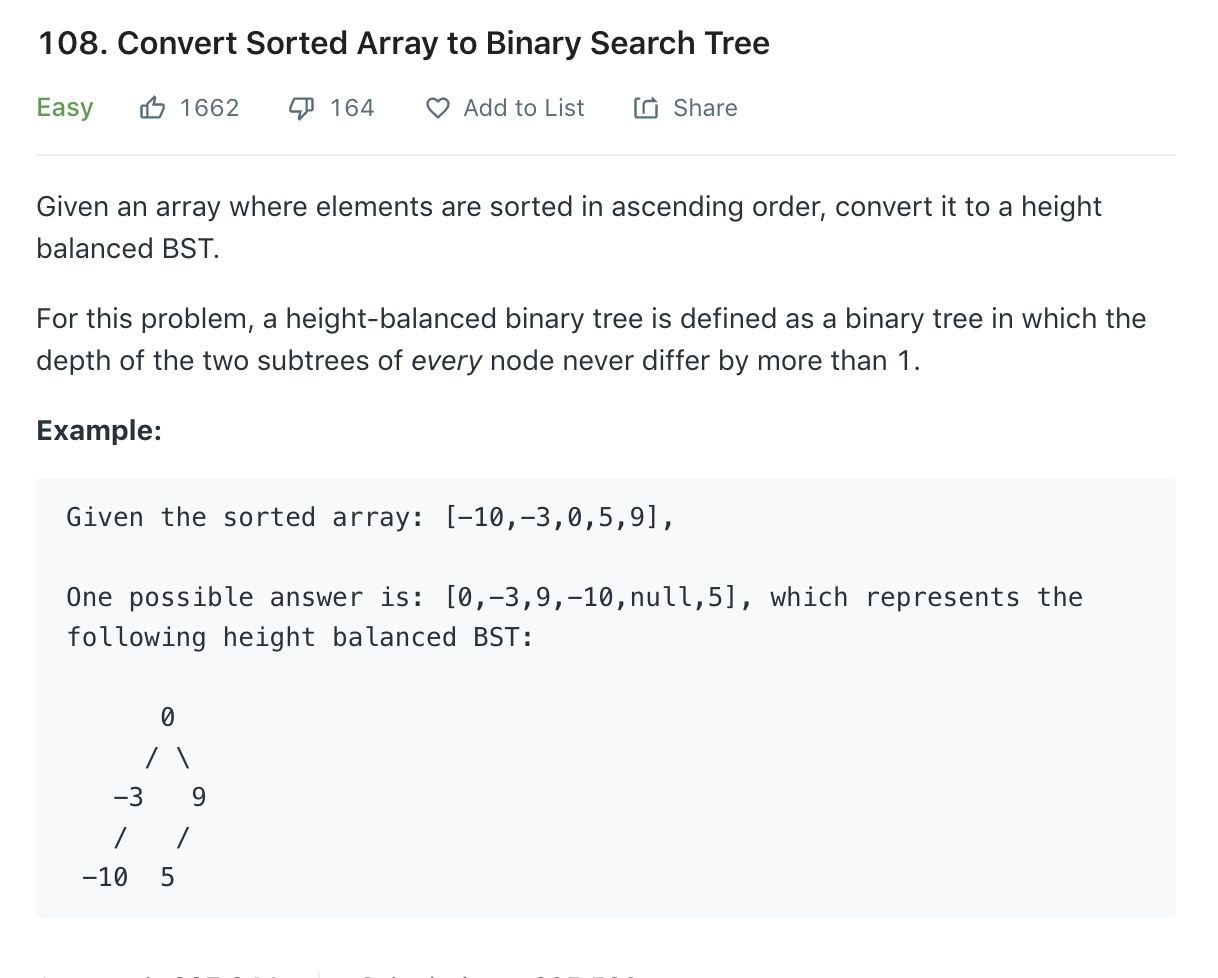 108. Convert Sorted Array to Binary Search Tree
Easy 1662 164 Add to List Share
Given an array where elements are sorted in ascending order, convert it to a height
balanced BST.
For this problem, a height-balanced binary tree is defined as a binary tree in which the
depth of the two subtrees of every node never differ by more than 1.
Example:
Given the sorted array: [-10,-3,0,5,9],
One possible answer is: [0,-3,9,-10,null,5], which represents the
following height balanced BST:
0
/ \
-3 9
/ /
-10 5